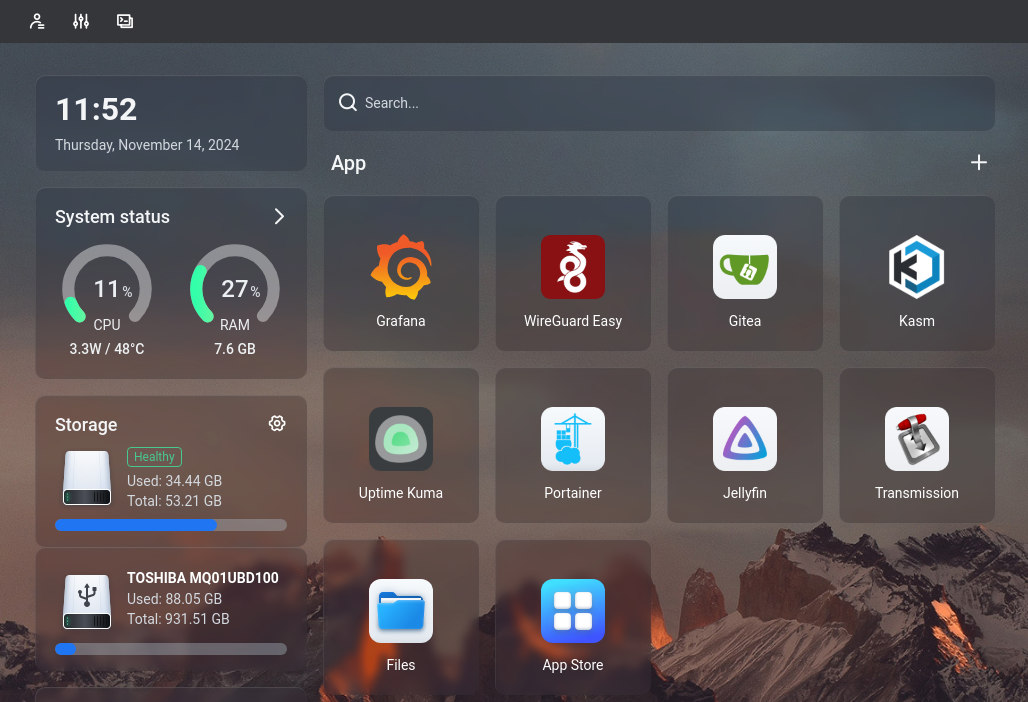 11:52
Thursday, November 14, 2024
System status
11%
CPU
3.3W / 48°C
27%
RAM
7.6 GB
Storage
Healthy
Used: 34.44 GB
Total: 53.21 GB
TOSHIBA MQ01UBD100
Used: 88.05 GB
Total: 931.51 GB
Search...
App
Grafana
WireGuard Easy
Gitea
Kasm
Uptime Kuma
Portainer
Jellyfin
Transmission
Files
App Store